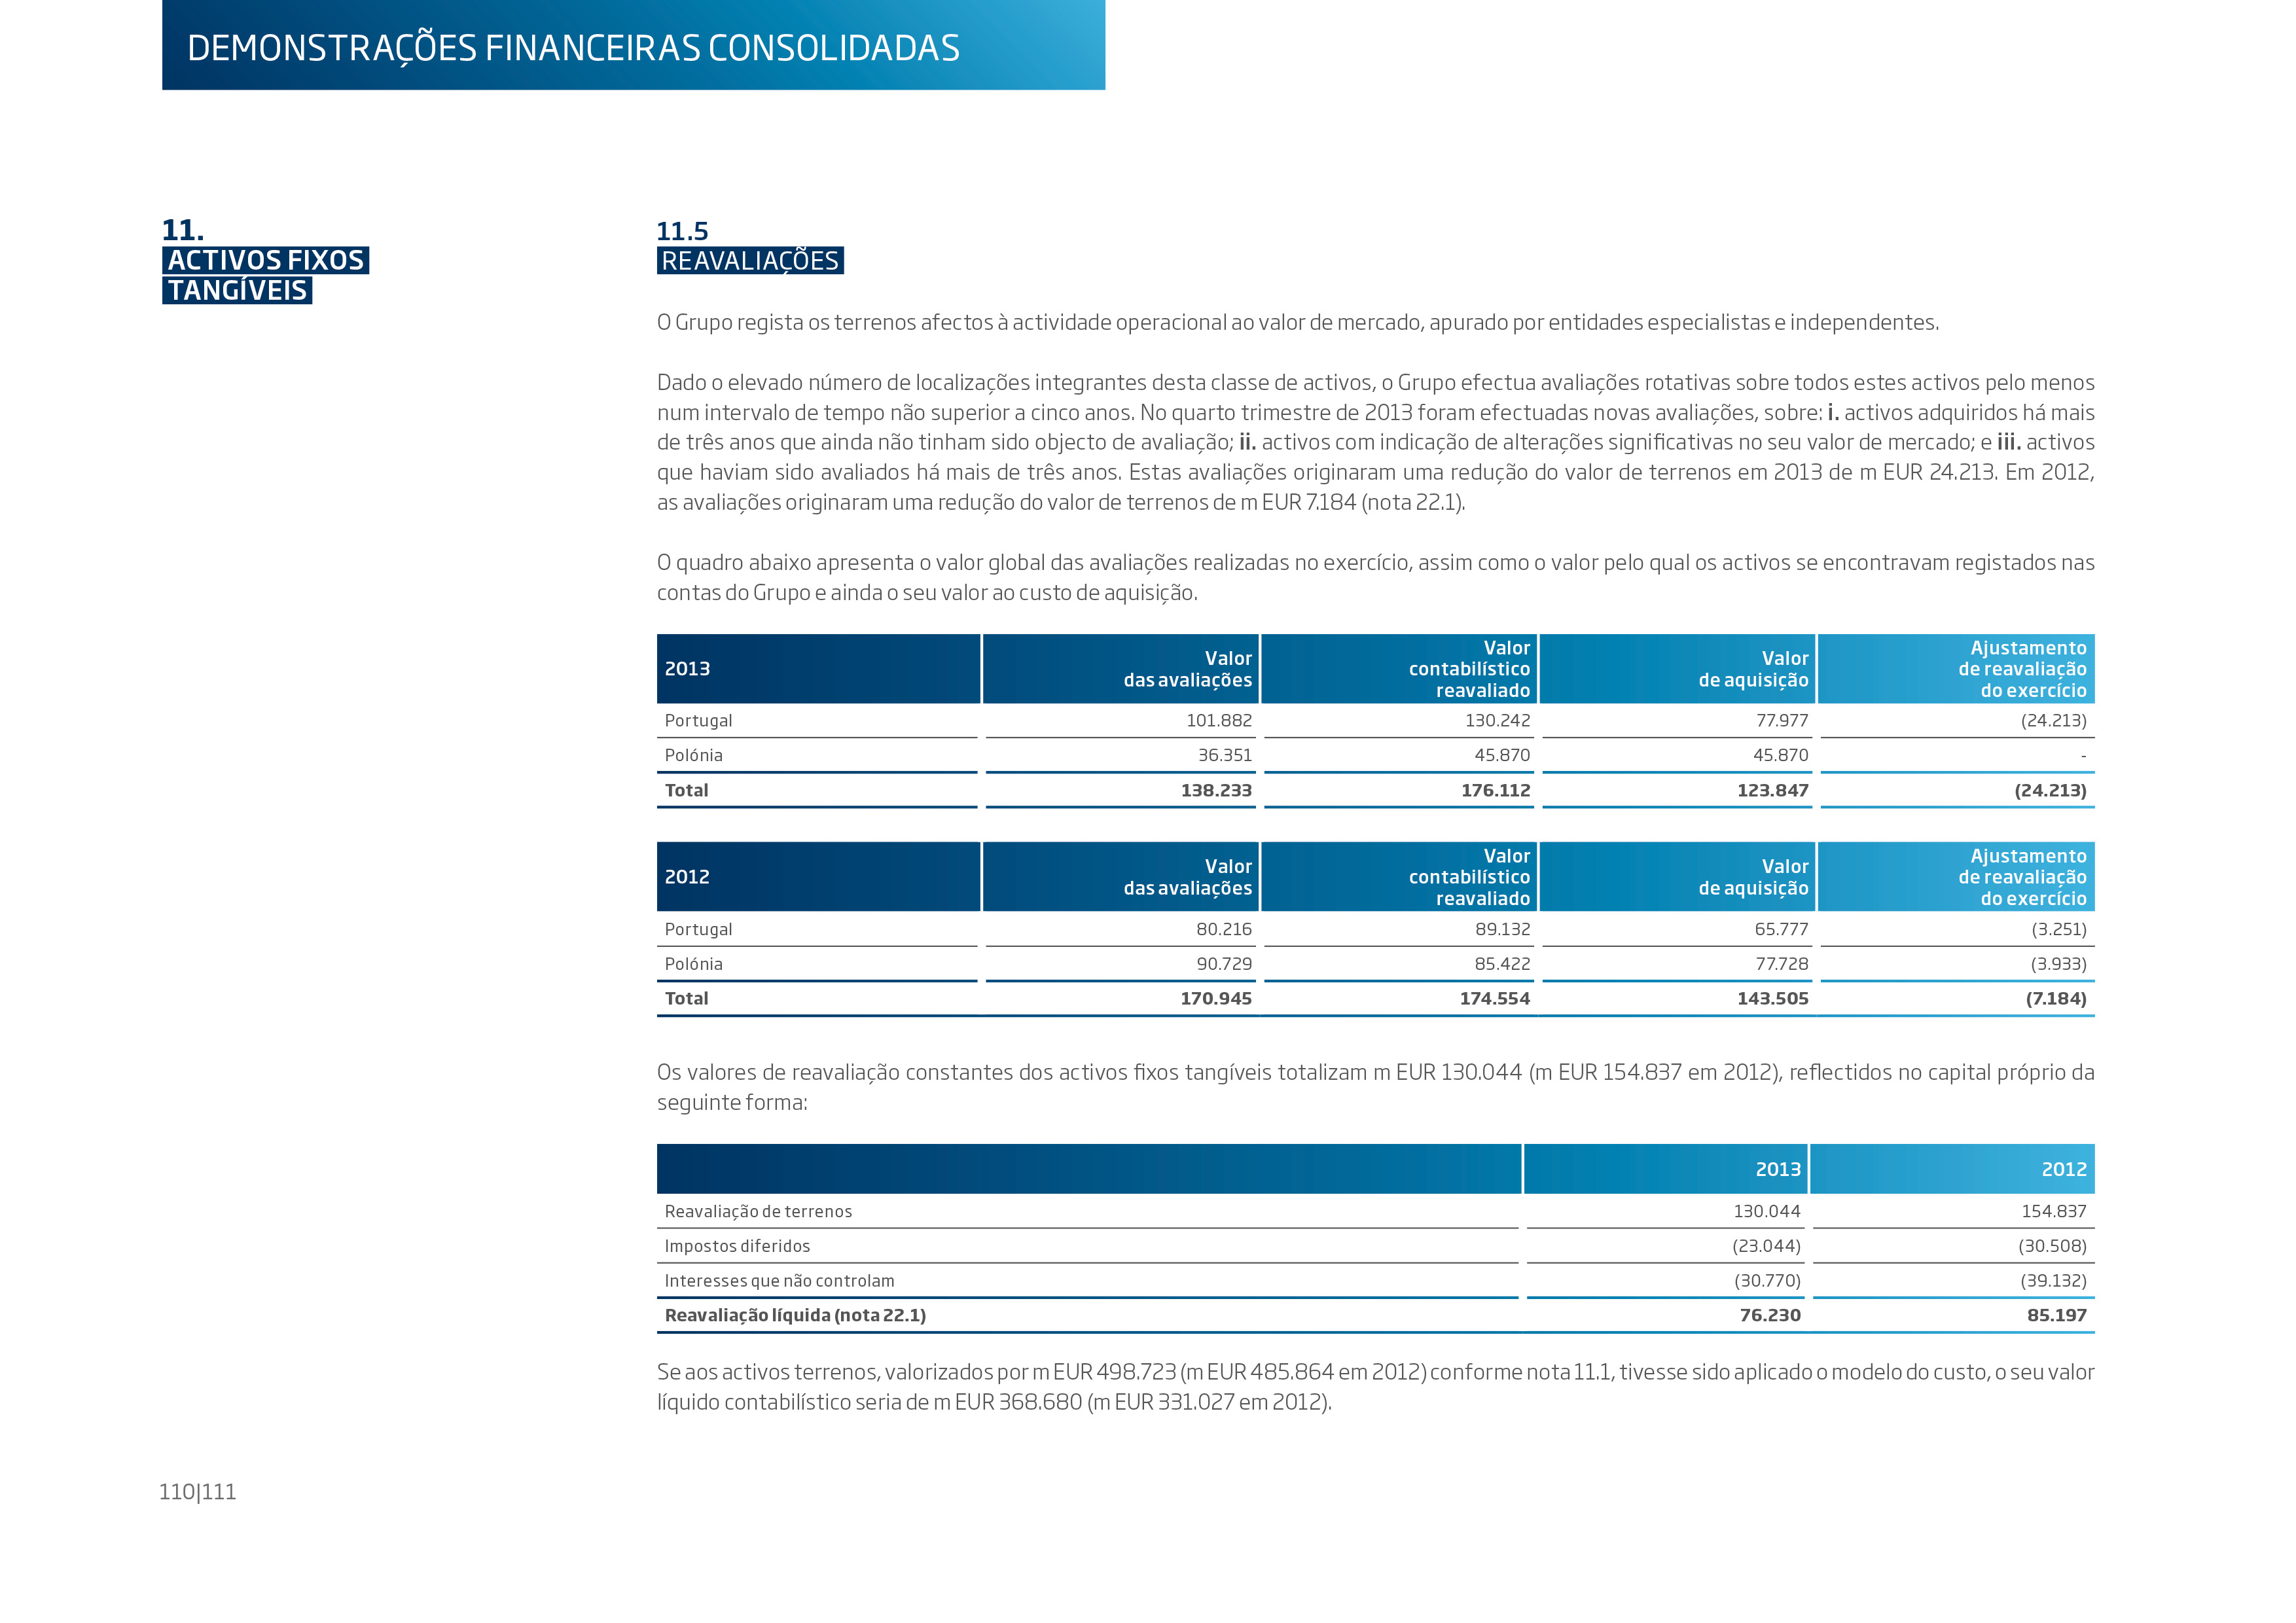 DEMONSTRAÇÕES FINANCEIRAS CONSOLIDADAS
11.
ACTIVOS FIXOS
TANGÍVEIS
11.5
REAVALIAÇÕES
O Grupo regista os terrenos afectos à actividade operacional ao valor de mercado, apurado por entidades especialistas e independentes.
Dado o elevado número de localizações integrantes desta classe de activos, o Grupo efectua avaliações rotativas sobre todos estes activos pelo menos
num intervalo de tempo não superior a cinco anos. No quarto trimestre de 2013 foram efectuadas novas avaliações, sobre: i. activos adquiridos há mais
de três anos que ainda não tinham sido objecto de avaliação; ii. activos com indicação de alterações significativas no seu valor de mercado; e iii. activos
que haviam sido avaliados há mais de três anos. Estas avaliações originaram uma redução do valor de terrenos em 2013 de m EUR 24.213. Em 2012,
as avaliações originaram uma redução do valor de terrenos de m EUR 7.184 (nota 22.1).
O quadro abaixo apresenta o valor global das avaliações realizadas no exercício, assim como o valor pelo qual os activos se encontravam registados nas
contas do Grupo e ainda o seu valor ao custo de aquisição.
2013 Valor das avaliações Valor contabilístico reavaliado Valor de aquisição Ajustamento de reavaliação do exercício
Portugal 101.882 130.242 77.977 (24.213)
Polónia 36.351 45.870 45.870 -
Total 138.233 176.112 123.847 (24.213)
2012 Valor das avaliações Valor contabilístico reavaliado Valor de aquisição Ajustamento de reavaliação do exercício
Portugal 80.216 89.132 65.777 (3.251)
Polónia 90.729 85.422 77.728 (3.933)
Total 170.945 174.554 143.505 (7.184)
Os valores de reavaliação constantes dos activos fixos tangíveis totalizam m EUR 130.044 (m EUR 154.837 em 2012), reflectidos no capital próprio da
seguinte forma:
2013 2012
Reavaliação de terrenos 130.044 154.837
Impostos diferidos (23.044) (30.508)
Interesses que não controlam (30.770) (39.132)
Reavaliação líquida (nota 22.1) 76.230 85.197
Se aos activos terrenos, valorizados por m EUR 498.723 (m EUR 485.864 em 2012) conforme nota 11.1, tivesse sido aplicado o modelo do custo, o seu valor
líquido contabilístico seria de m EUR 368.680 (m EUR 331.027 em 2012).
110|111